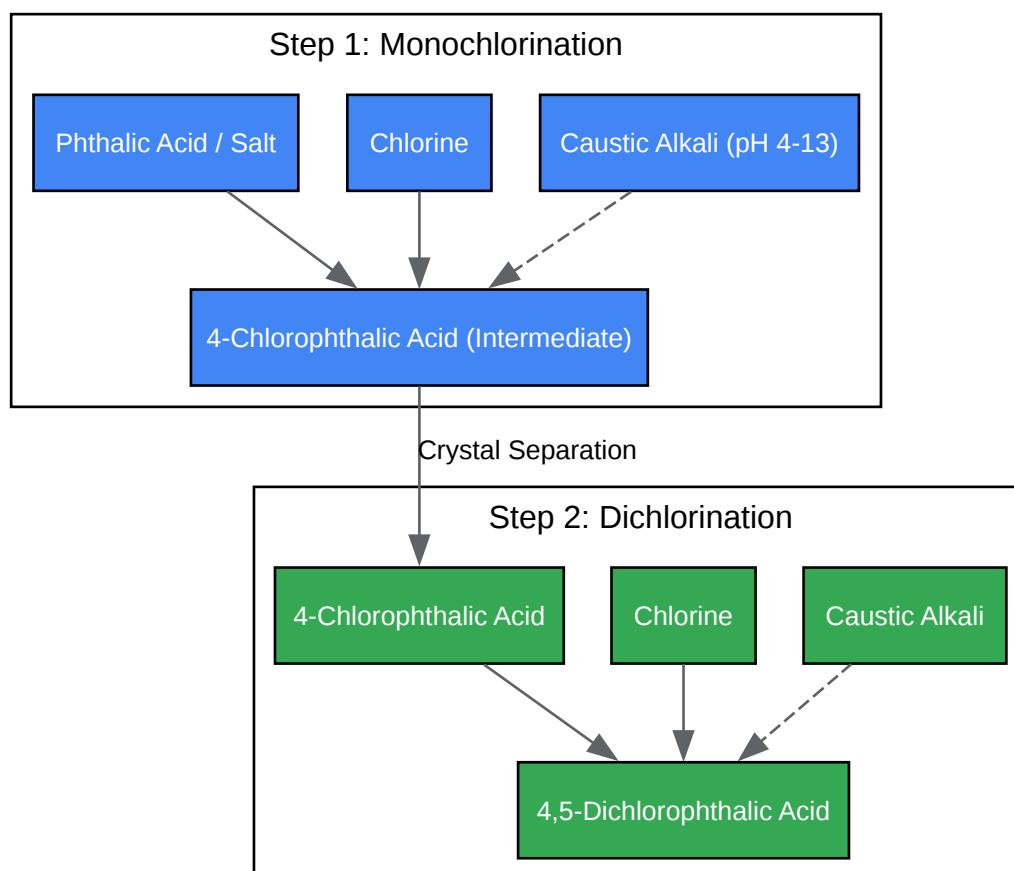 Step 1: Monochlorination
Phthalic Acid / Salt
Chlorine
Caustic Alkali (pH 4-13)
4-Chlorophthalic Acid (Intermediate)
Crystal Separation
Step 2: Dichlorination
4-Chlorophthalic Acid
Chlorine
Caustic Alkali
4,5-Dichlorophthalic Acid